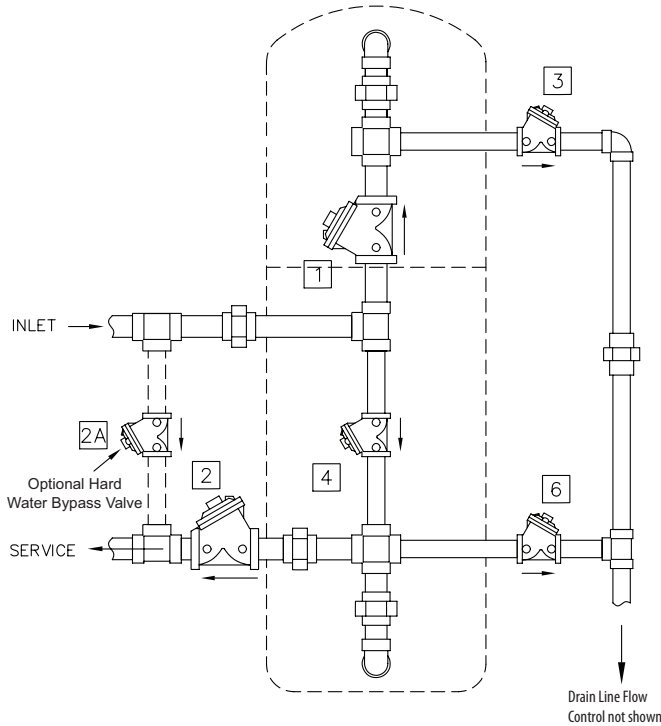 3
1
INLET
2A
Optional Hard
Water Bypass Valve
2
4
6
SERVICE
Drain Line Flow
Control not shown